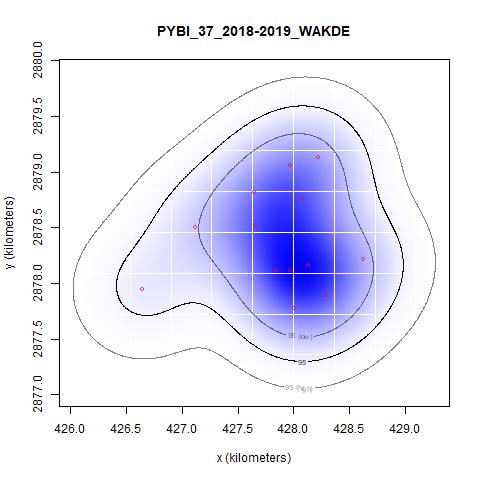 PYBI_37_2018-2019_WAKDE
2880.0
2879.5
2879.0
2878.5
2878.0
2877.5
2877.0
y (kilometers)
95 (low)
95
95 (high)
426.0 426.5 427.0 427.5 428.0 428.5 429.0
x (kilometers)